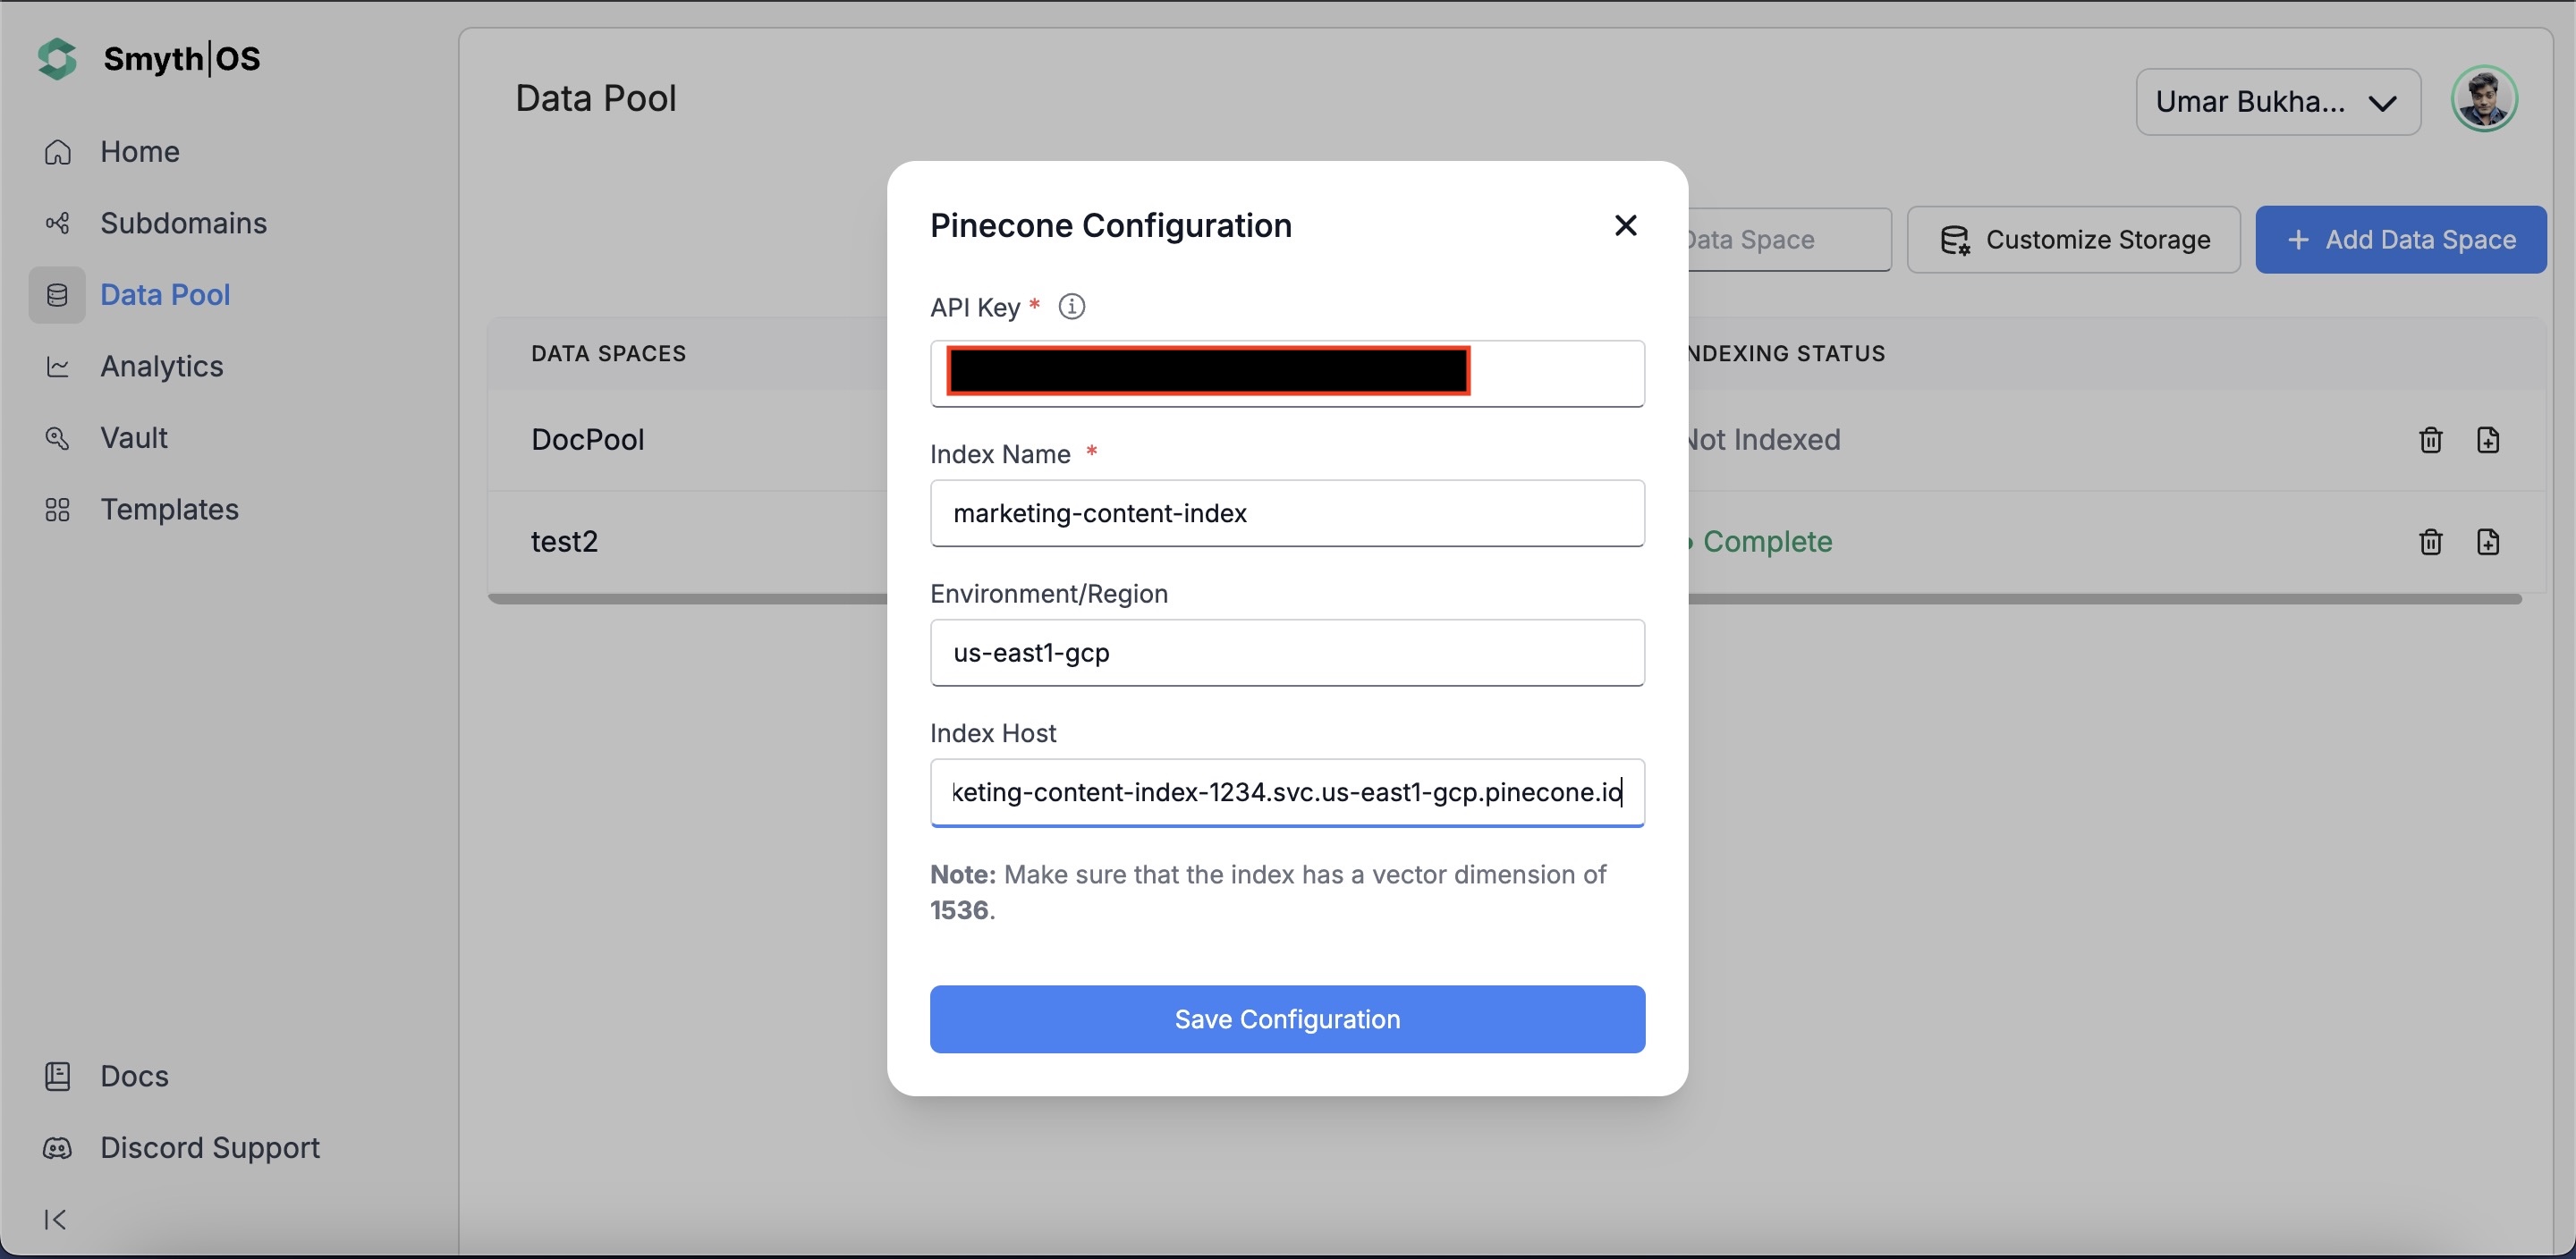 Smyth|OS
Home
Subdomains
Data Pool
Analytics
Vault
Templates
Docs
Discord Support
Data Pool
Umar Bukha...
Data Space
Customize Storage
+ Add Data Space
DATA SPACES
NDEXING STATUS
DocPool
Not Indexed
test2
Complete
Pinecone Configuration
API Key *
Index Name *
marketing-content-index
Environment/Region
us-east1-gcp
Index Host
keting-content-index-1234.svc.us-east1-gcp.pinecone.io
Note: Make sure that the index has a vector dimension of
1536.
Save Configuration